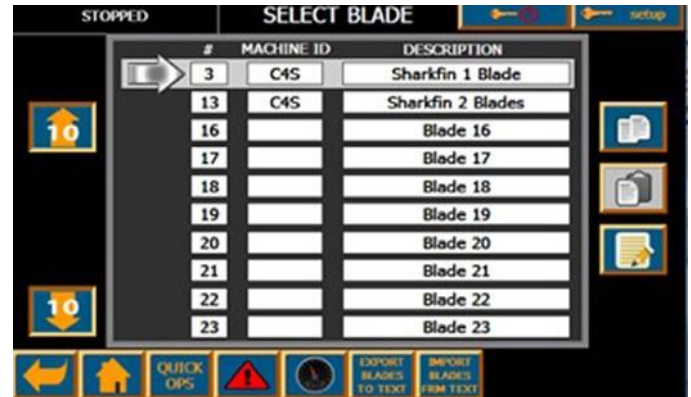 STOPPED
SELECT BLADE
setup
# MACHINE ID DESCRIPTION
3 C4S Sharkfin 1 Blade
13 C4S Sharkfin 2 Blades
16 Blade 16
17 Blade 17
18 Blade 18
19 Blade 19
20 Blade 20
21 Blade 21
22 Blade 22
23 Blade 23
10
10
QUICK
OPS
EXPORT
BLADES
TO TEXT
IMPORT
BLADES
FRM TEXT